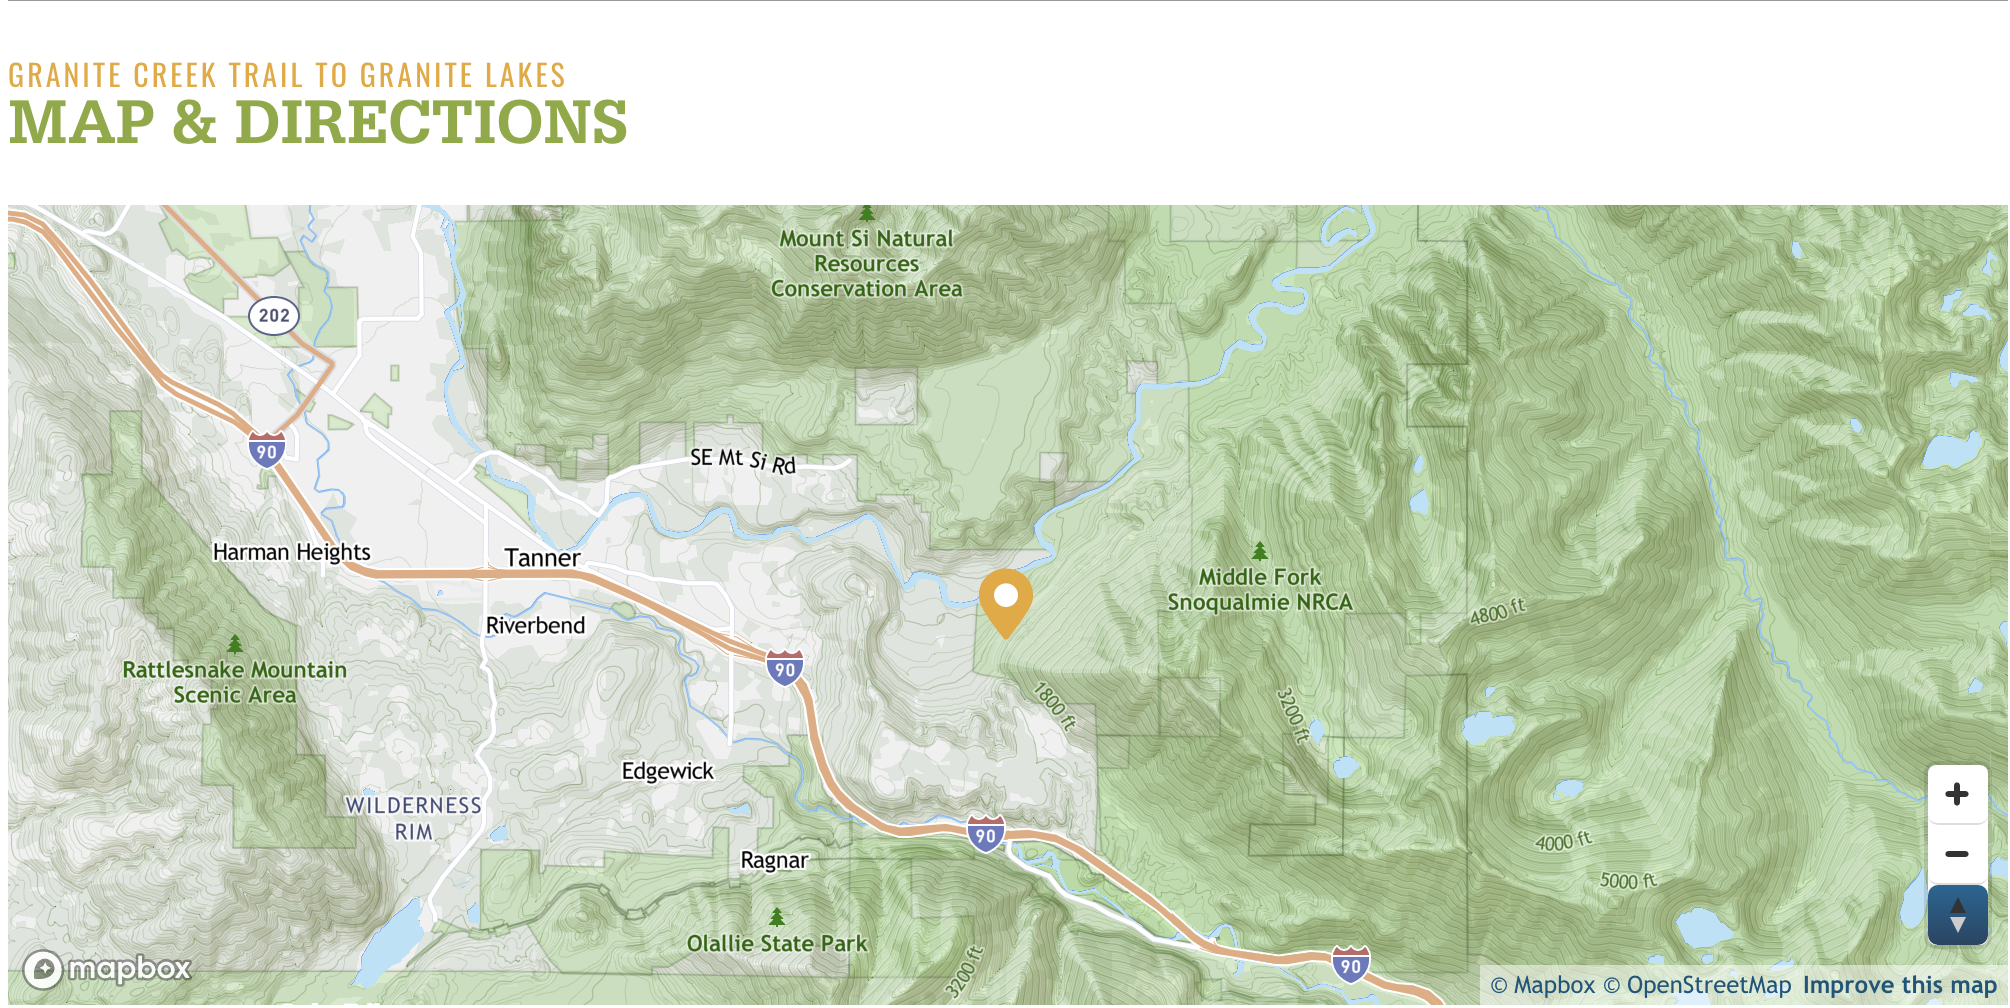 GRANITE CREEK TRAIL TO GRANITE LAKES
MAP & DIRECTIONS
Mount Si Natural
Resources
Conservation Area
202
90
SE Mt Si Rd
Harman Heights
Tanner
Middle Fork
Snoqualmie NRCA
4800 ft
Riverbend
Rattlesnake Mountain
Scenic Area
90
1800 ft
3200 ft
Edgewick
WILDERNESS
RIM
90
Ragnar
4000 ft
5000 ft
Olallie State Park
3200 ft
90
mapbox
© Mapbox © OpenStreetMap Improve this map